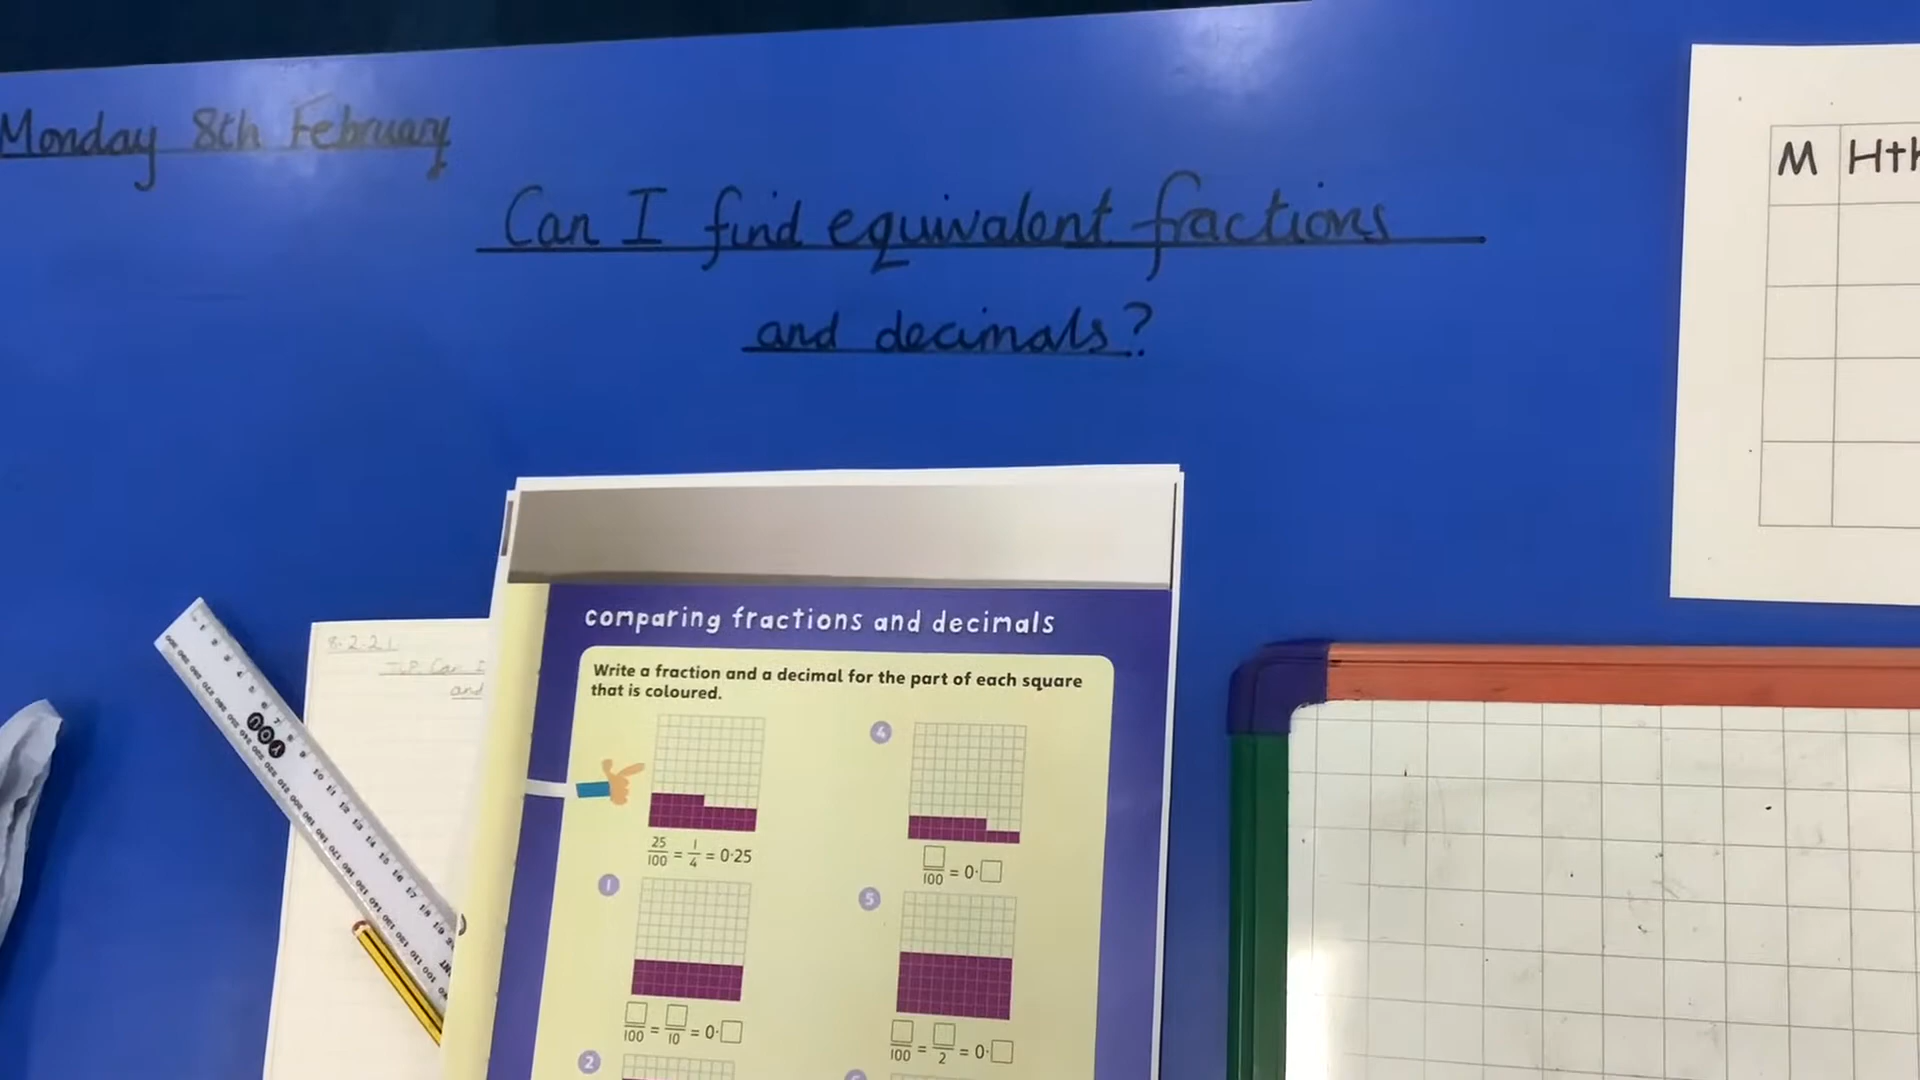 Monday 8th February
Can I find equivalent fractions
and decimals?
M Hth
8.2.21
comparing fractions and decimals
Write a fraction and a decimal for the part of each square
that is coloured.
25/100 = 1/4 = 0·25
4
□/100 = 0·□
1
□/100 = □/10 = 0·□
5
□/100 = □/2 = 0·□
2